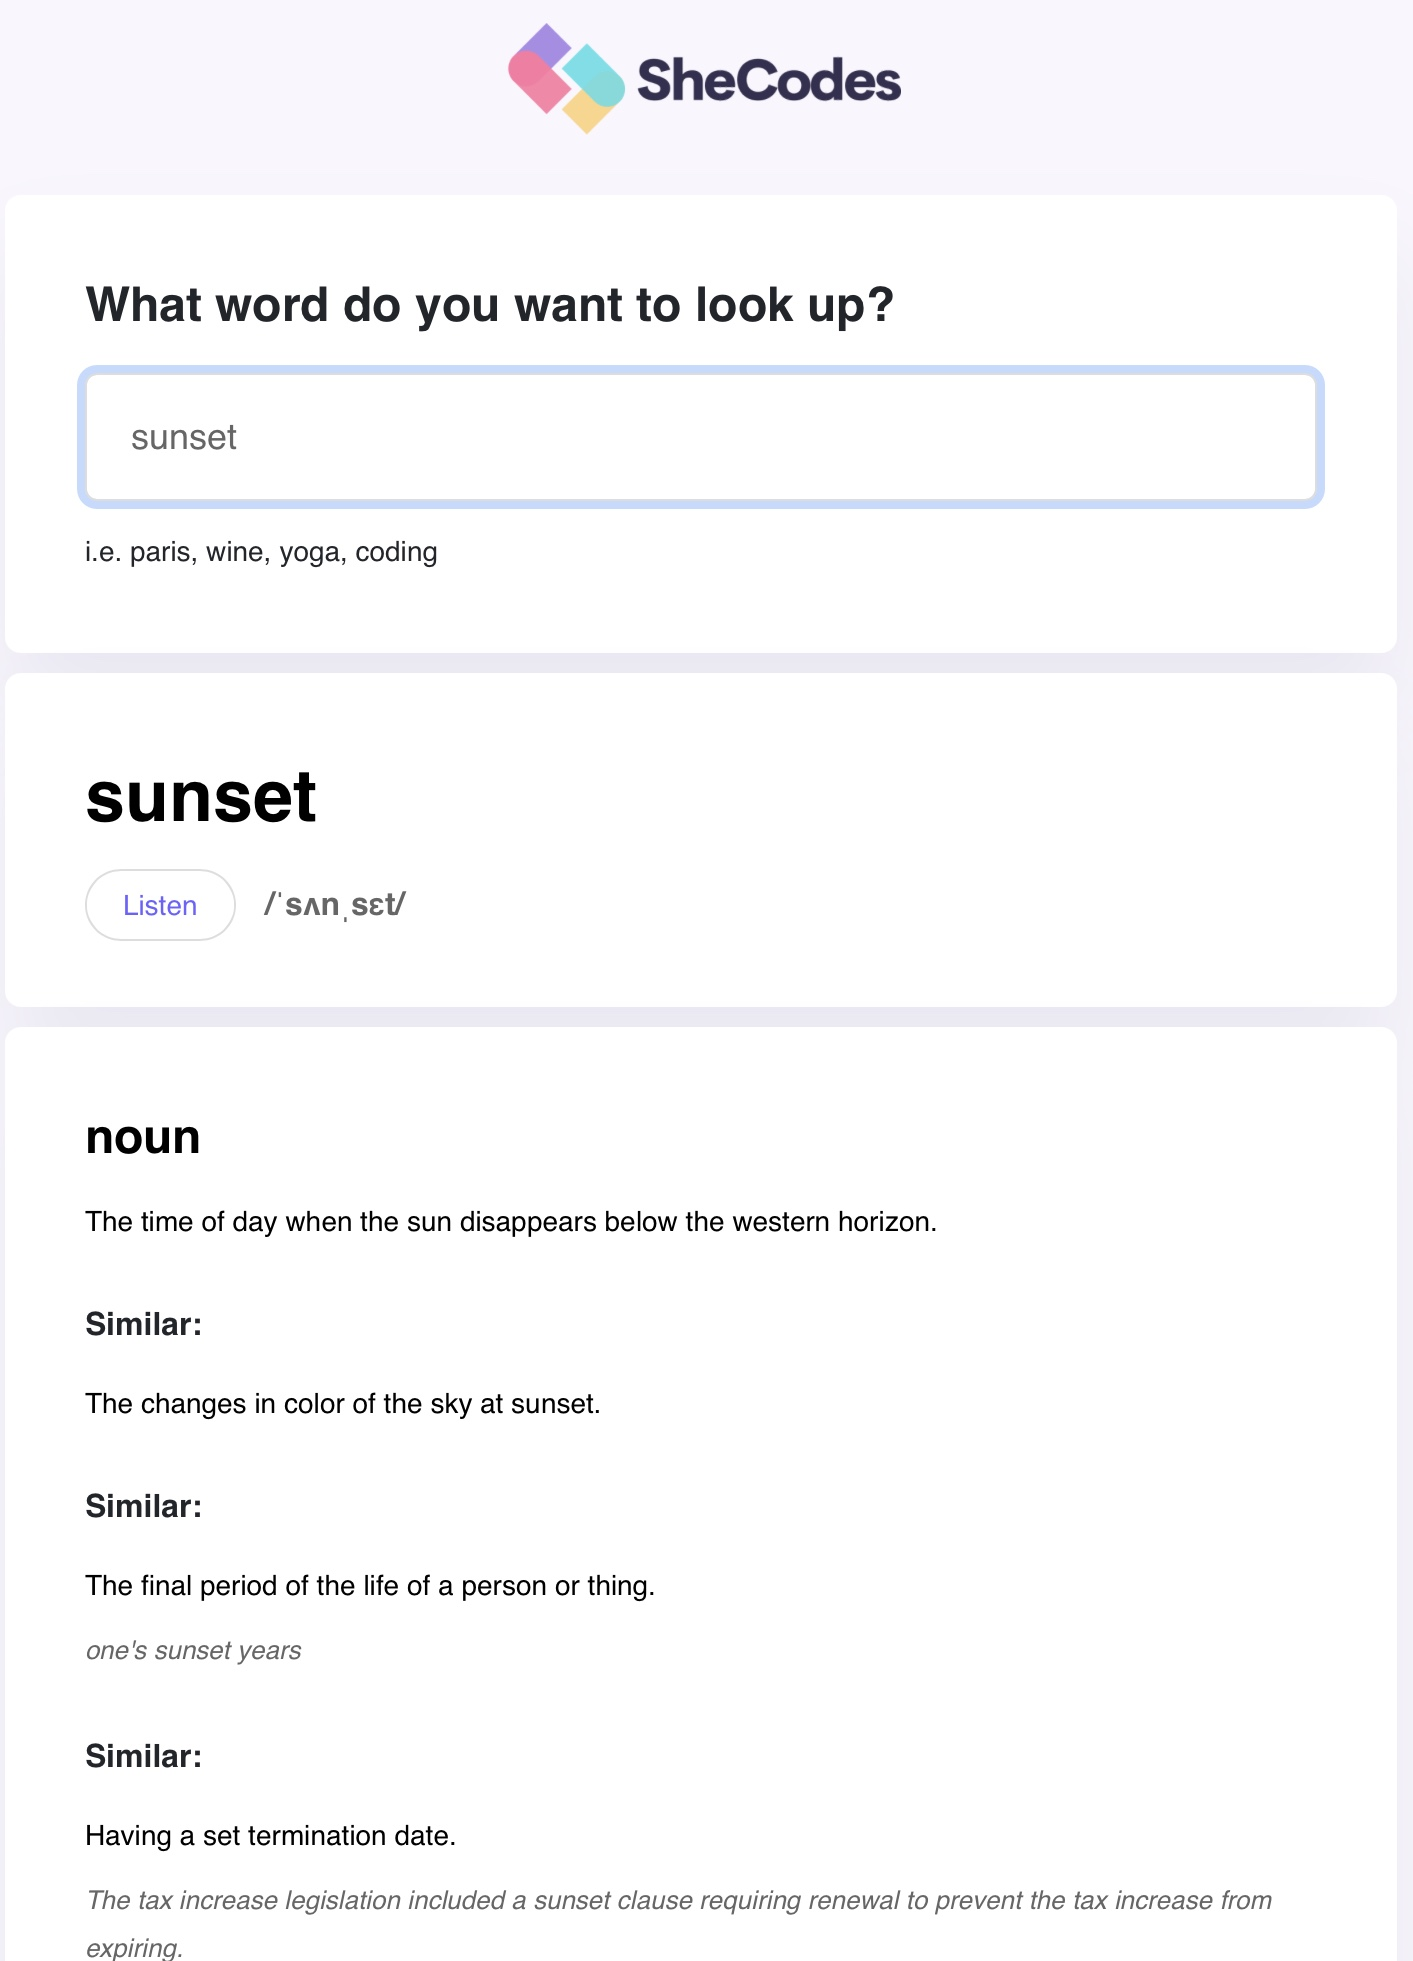 SheCodes
What word do you want to look up?
sunset
i.e. paris, wine, yoga, coding
sunset
Listen /ˈsʌnˌsɛt/
noun
The time of day when the sun disappears below the western horizon.
Similar:
The changes in color of the sky at sunset.
Similar:
The final period of the life of a person or thing.
one's sunset years
Similar:
Having a set termination date.
The tax increase legislation included a sunset clause requiring renewal to prevent the tax increase from
expiring.